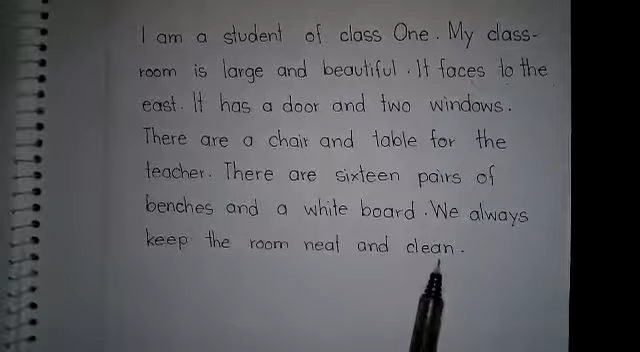 I am a student of class One. My class-
room is large and beautiful. It faces to the
east. It has a door and two windows.
There are a chair and table for the
teacher. There are sixteen pairs of
benches and a white board. We always
keep the room neat and clean.